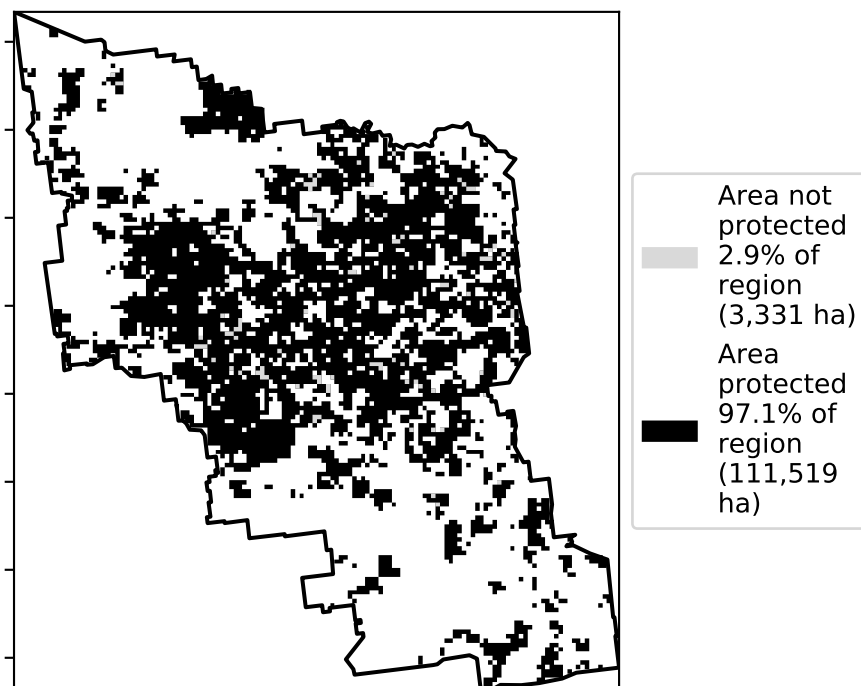 Area not
protected
2.9% of
region
(3,331 ha)
Area
protected
97.1% of
region
(111,519
ha)